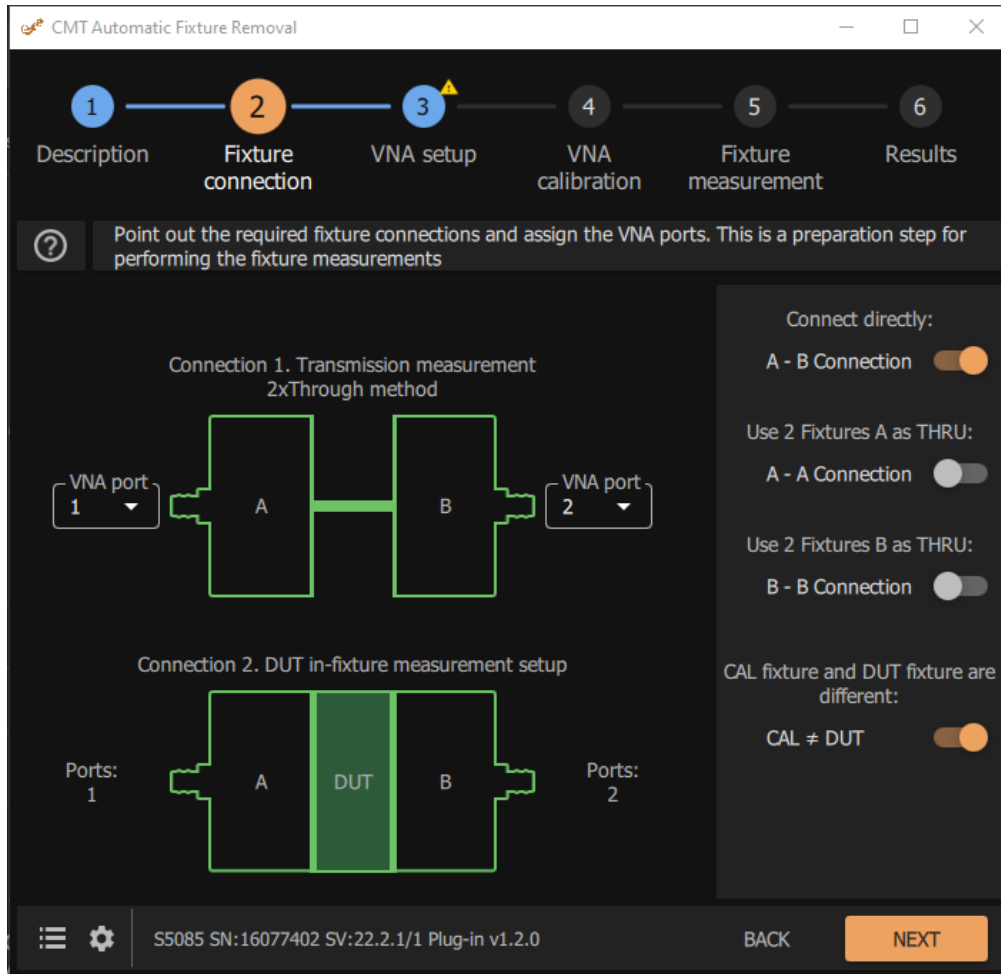 CMT Automatic Fixture Removal
1
2
3
4
5
6
Description
Fixture
connection
VNA setup
VNA
calibration
Fixture
measurement
Results
Point out the required fixture connections and assign the VNA ports. This is a preparation step for
performing the fixture measurements
Connection 1. Transmission measurement
2xThrough method
VNA port
1
A
B
VNA port
2
Connection 2. DUT in-fixture measurement setup
Ports:
1
A
DUT
B
Ports:
2
Connect directly:
A - B Connection
Use 2 Fixtures A as THRU:
A - A Connection
Use 2 Fixtures B as THRU:
B - B Connection
CAL fixture and DUT fixture are
different:
CAL ≠ DUT
S5085 SN:16077402 SV:22.2.1/1 Plug-in v1.2.0
BACK
NEXT